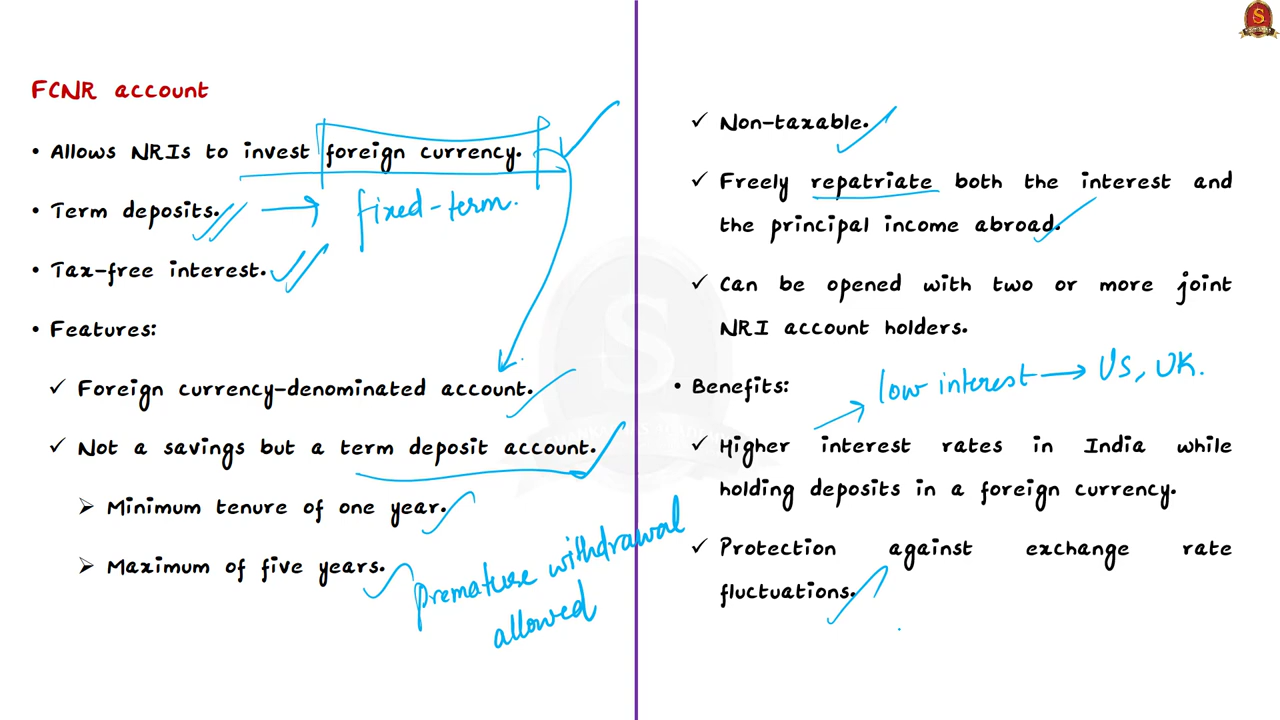 FCNR account
• Allows NRIs to invest foreign currency.
• Term deposits. → fixed-term.
• Tax-free interest.
• Features:
✓ Foreign currency-denominated account.
✓ Not a savings but a term deposit account.
➢ Minimum tenure of one year.
➢ Maximum of five years.
premature withdrawal
allowed
✓ Non-taxable.
✓ Freely repatriate both the interest and
the principal income abroad.
✓ Can be opened with two or more joint
NRI account holders.
• Benefits:
low interest → US, UK.
✓ Higher interest rates in India while
holding deposits in a foreign currency.
✓ Protection against exchange rate
fluctuations.